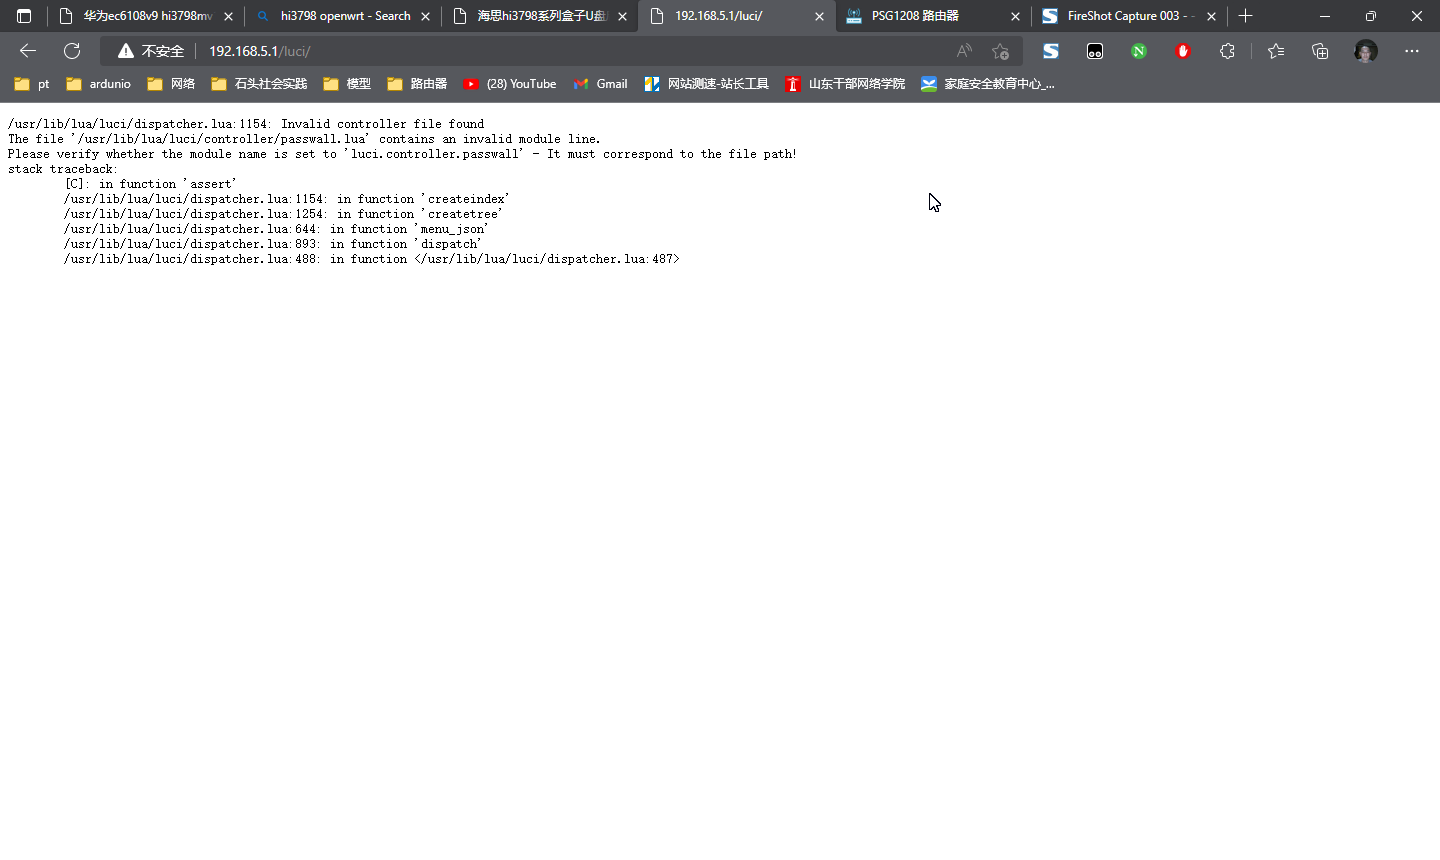 华为ec6108v9 hi3798mv
hi3798 openwrt - Search
海思hi3798系列盒子U盘
192.168.5.1/luci/
PSG1208 路由器
FireShot Capture 003 - -
不安全
192.168.5.1/luci/
pt
ardunio
网络
石头社会实践
模型
路由器
(28) YouTube
Gmail
网站测速-站长工具
山东干部网络学院
家庭安全教育中心_...
/usr/lib/lua/luci/dispatcher.lua:1154: Invalid controller file found
The file '/usr/lib/lua/luci/controller/passwall.lua' contains an invalid module line.
Please verify whether the module name is set to 'luci.controller.passwall' - It must correspond to the file path!
stack traceback:
[C]: in function 'assert'
/usr/lib/lua/luci/dispatcher.lua:1154: in function 'createindex'
/usr/lib/lua/luci/dispatcher.lua:1254: in function 'createtree'
/usr/lib/lua/luci/dispatcher.lua:644: in function 'menu_json'
/usr/lib/lua/luci/dispatcher.lua:893: in function 'dispatch'
/usr/lib/lua/luci/dispatcher.lua:488: in function </usr/lib/lua/luci/dispatcher.lua:487>